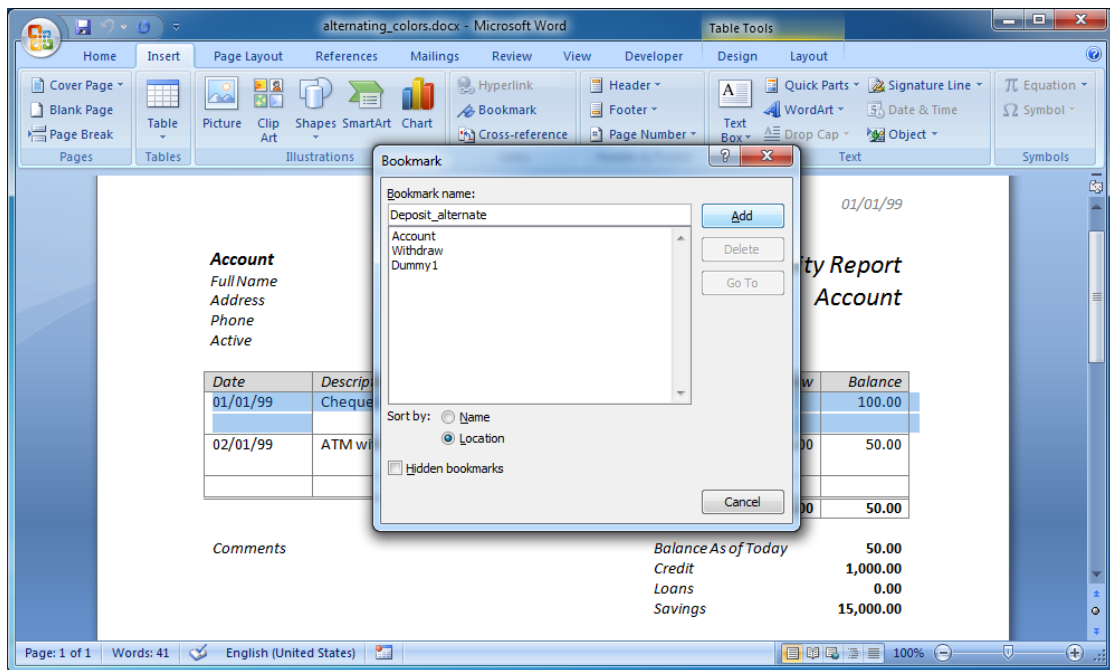 alternating_colors.docx - Microsoft Word
Table Tools
Home Insert Page Layout References Mailings Review View Developer Design Layout
Cover Page
Blank Page
Page Break
Pages
Table
Tables
Picture
Clip Art
Shapes
SmartArt
Chart
Illustrations
Hyperlink
Bookmark
Cross-reference
Header
Footer
Page Number
Text Box
Quick Parts
WordArt
Drop Cap
Signature Line
Date & Time
Object
Text
π Equation
Ω Symbol
Symbols
Bookmark
Bookmark name:
Deposit_alternate
Add
Account
Withdraw
Dummy1
Delete
Go To
Sort by: Name
Location
Hidden bookmarks
Cancel
01/01/99
ity Report
Account
Account
Full Name
Address
Phone
Active
Date Descrip w Balance
01/01/99 Cheque 100.00
02/01/99 ATM wi 00 50.00
00 50.00
Comments
Balance As of Today 50.00
Credit 1,000.00
Loans 0.00
Savings 15,000.00
Page: 1 of 1 Words: 41 English (United States) 100%